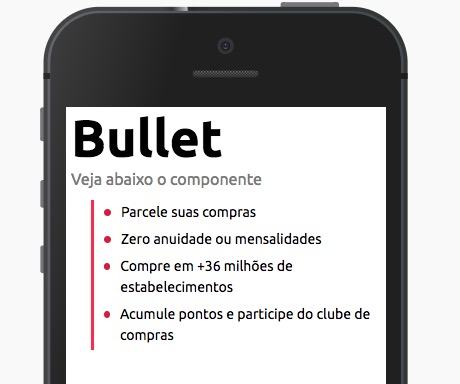 Bullet
Veja abaixo o componente
Parcele suas compras
Zero anuidade ou mensalidades
Compre em +36 milhões de
estabelecimentos
Acumule pontos e participe do clube de
compras